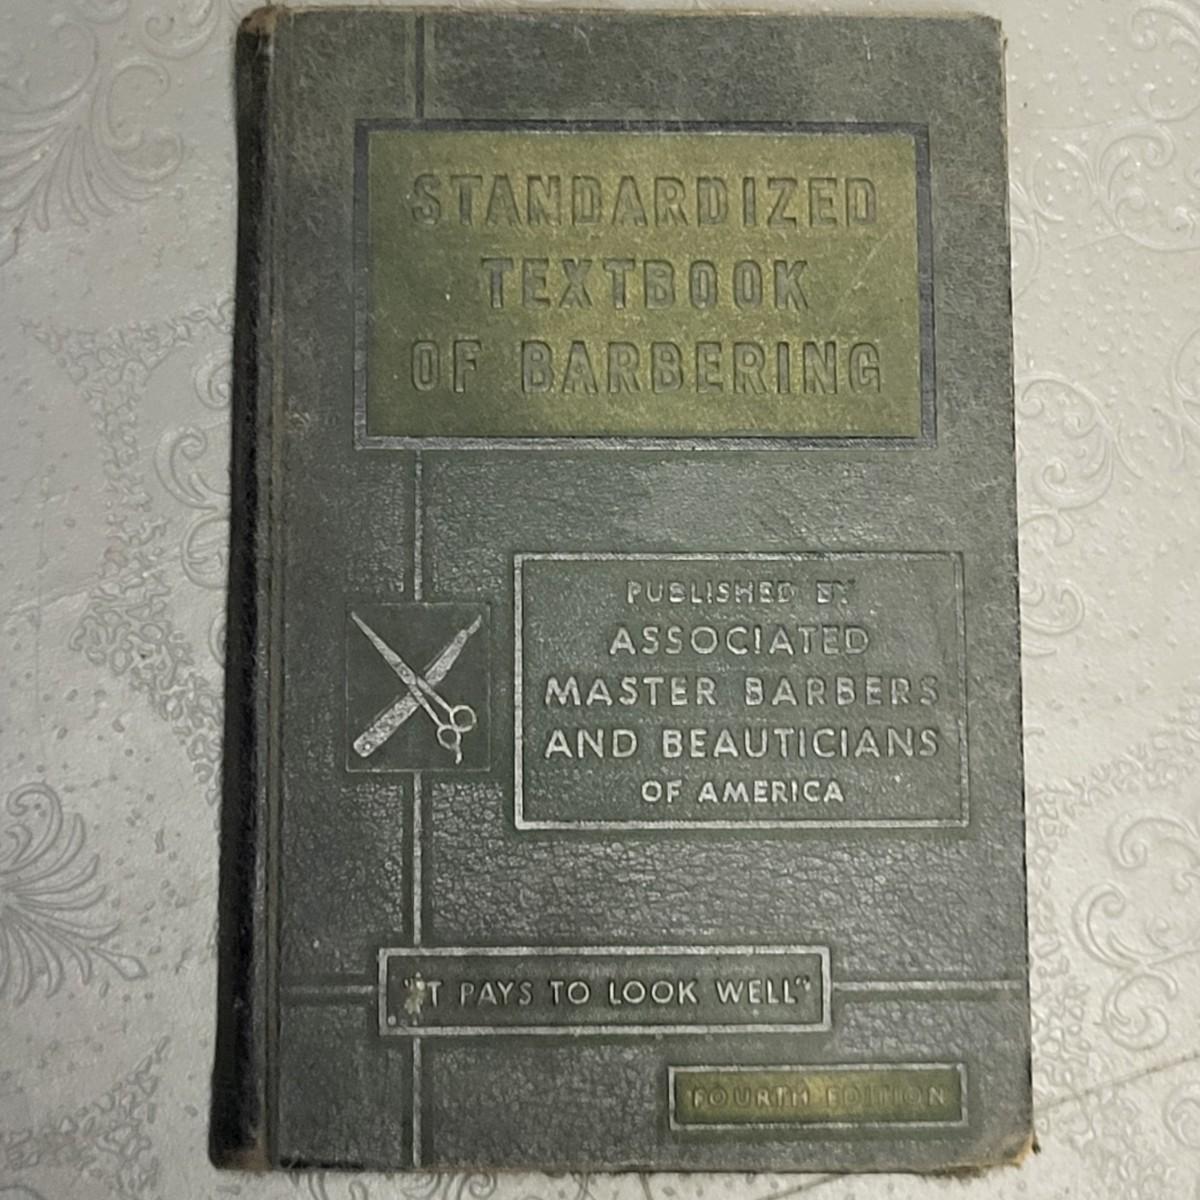 STANDARDIZED
TEXTBOOK
OF BARBERING
PUBLISHED BY
ASSOCIATED
MASTER BARBERS
AND BEAUTICIANS
OF AMERICA
"IT PAYS TO LOOK WELL"
FOURTH EDITION